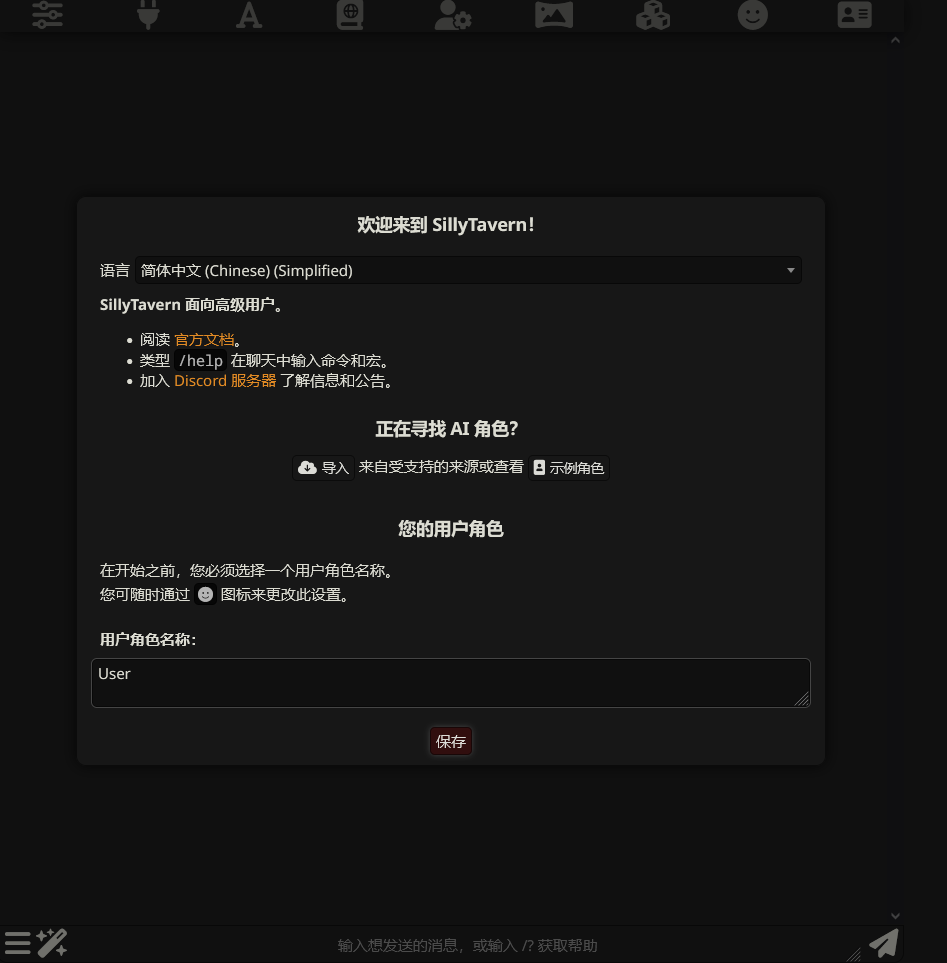 欢迎来到 SillyTavern！
语言 简体中文 (Chinese) (Simplified)
SillyTavern 面向高级用户。
阅读 官方文档。
类型 /help 在聊天中输入命令和宏。
加入 Discord 服务器 了解信息和公告。
正在寻找 AI 角色？
导入 来自受支持的来源或查看 示例角色
您的用户角色
在开始之前，您必须选择一个用户角色名称。
您可随时通过 图标来更改此设置。
用户角色名称：
User
保存
输入想发送的消息，或输入 /? 获取帮助